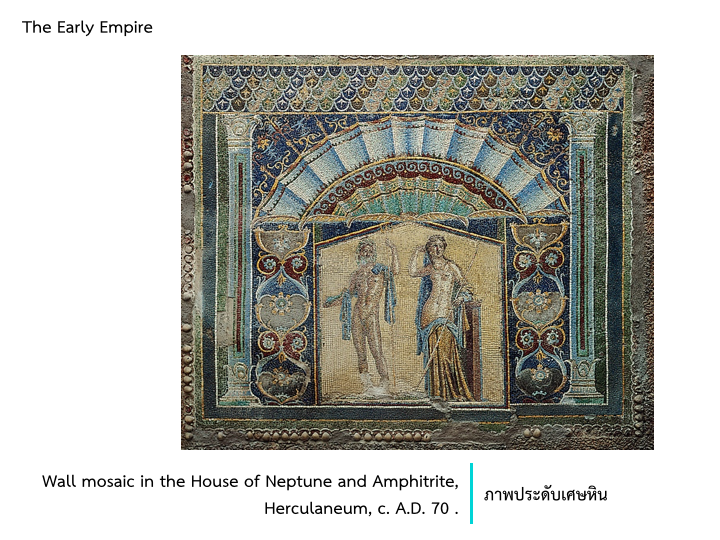 The Early Empire
Wall mosaic in the House of Neptune and Amphitrite,
Herculaneum, c. A.D. 70 .
ภาพประดับเศษหิน